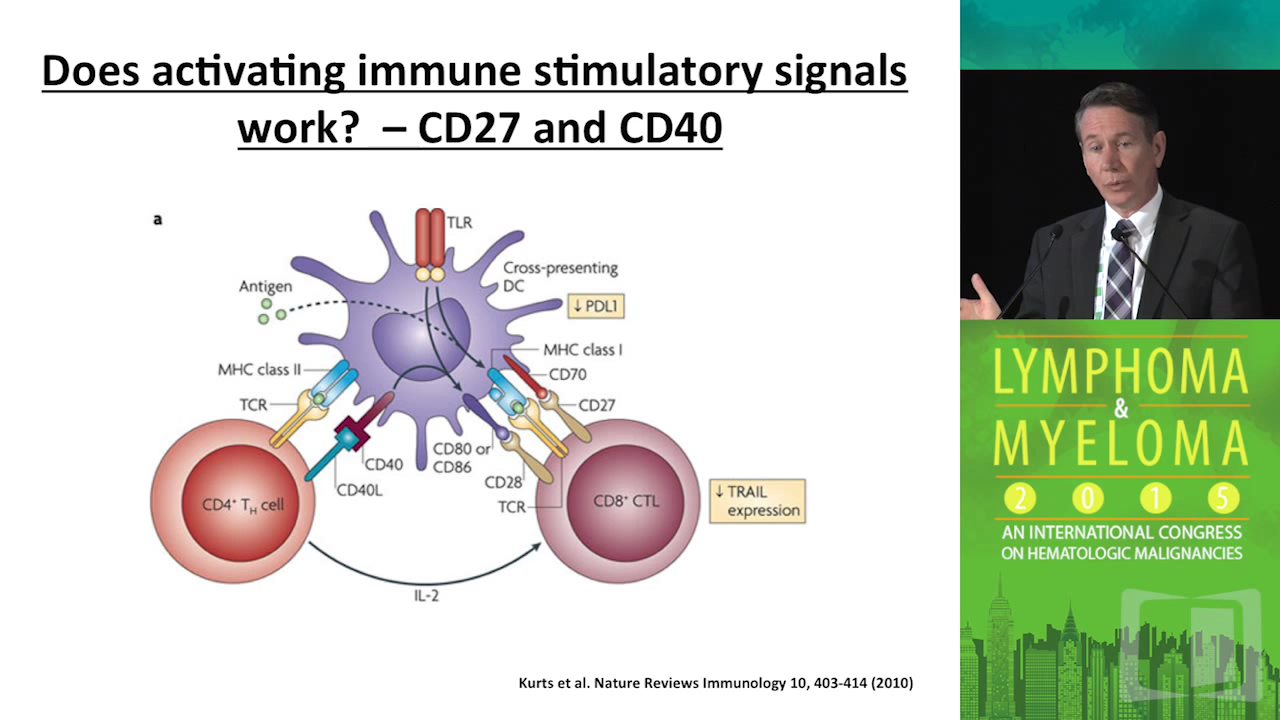 Does activating immune stimulatory signals
work? – CD27 and CD40
a
TLR
Cross-presenting
DC
Antigen
↓ PDL1
MHC class I
MHC class II
CD70
TCR
CD27
CD80 or
CD86
CD40
CD28
CD40L
TCR
CD4⁺ T_H cell
CD8⁺ CTL
↓ TRAIL
expression
IL-2
Kurts et al. Nature Reviews Immunology 10, 403-414 (2010)
LYMPHOMA
&
MYELOMA
2 0 1 5
AN INTERNATIONAL CONGRESS
ON HEMATOLOGIC MALIGNANCIES